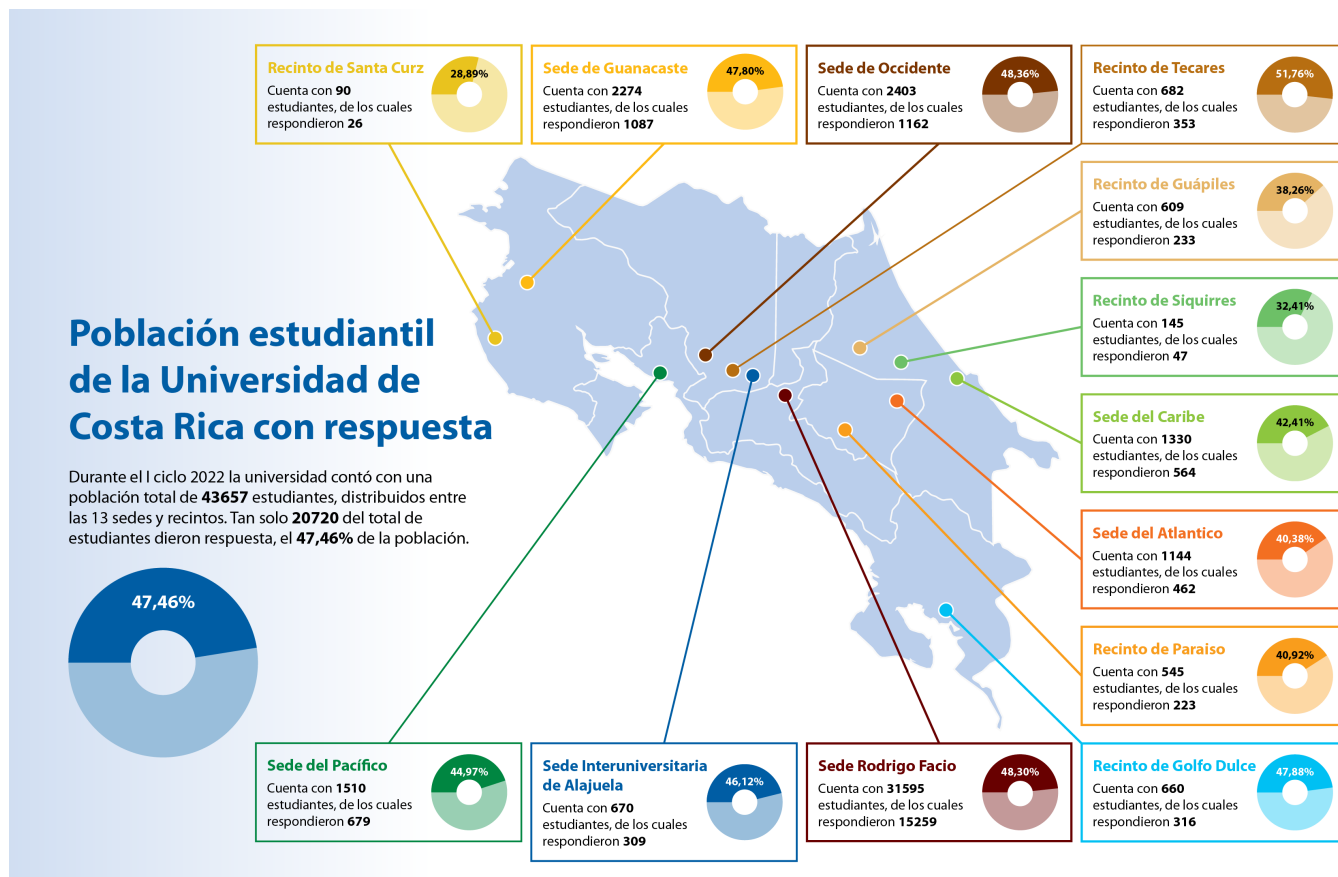 Recinto de Santa Curz
Cuenta con 90
estudiantes, de los cuales
respondieron 26
28,89%
Sede de Guanacaste
Cuenta con 2274
estudiantes, de los cuales
respondieron 1087
47,80%
Sede de Occidente
Cuenta con 2403
estudiantes, de los cuales
respondieron 1162
48,36%
Recinto de Tecares
Cuenta con 682
estudiantes, de los cuales
respondieron 353
51,76%
Recinto de Guápiles
Cuenta con 609
estudiantes, de los cuales
respondieron 233
38,26%
Recinto de Siquirres
Cuenta con 145
estudiantes, de los cuales
respondieron 47
32,41%
Sede del Caribe
Cuenta con 1330
estudiantes, de los cuales
respondieron 564
42,41%
Sede del Atlantico
Cuenta con 1144
estudiantes, de los cuales
respondieron 462
40,38%
Recinto de Paraiso
Cuenta con 545
estudiantes, de los cuales
respondieron 223
40,92%
Población estudiantil
de la Universidad de
Costa Rica con respuesta
Durante el I ciclo 2022 la universidad contó con una
población total de 43657 estudiantes, distribuidos entre
las 13 sedes y recintos. Tan solo 20720 del total de
estudiantes dieron respuesta, el 47,46% de la población.
47,46%
Sede del Pacífico
Cuenta con 1510
estudiantes, de los cuales
respondieron 679
44,97%
Sede Interuniversitaria
de Alajuela
Cuenta con 670
estudiantes, de los cuales
respondieron 309
46,12%
Sede Rodrigo Facio
Cuenta con 31595
estudiantes, de los cuales
respondieron 15259
48,30%
Recinto de Golfo Dulce
Cuenta con 660
estudiantes, de los cuales
respondieron 316
47,88%